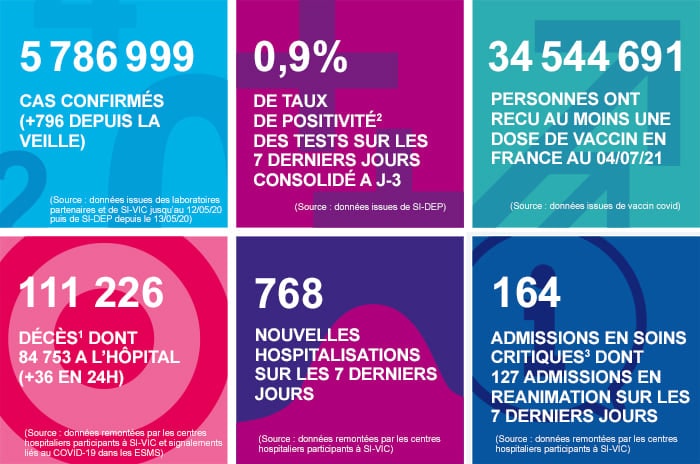 5 786 999
CAS CONFIRMÉS
(+796 DEPUIS LA
VEILLE)
(Source : données issues des laboratoires
partenaires et de SI-VIC jusqu'au 12/05/20
puis de SI-DEP depuis le 13/05/20)
0,9%
DE TAUX
DE POSITIVITÉ²
DES TESTS SUR LES
7 DERNIERS JOURS
CONSOLIDÉ A J-3
(Source : données issues de SI-DEP)
34 544 691
PERSONNES ONT
RECU AU MOINS UNE
DOSE DE VACCIN EN
FRANCE AU 04/07/21
(Source : données issues de vaccin covid)
111 226
DÉCÈS¹ DONT
84 753 A L'HÔPITAL
(+36 EN 24H)
(Source : données remontées par les centres
hospitaliers participants à SI-VIC et signalements
liés au COVID-19 dans les ESMS)
768
NOUVELLES
HOSPITALISATIONS
SUR LES 7 DERNIERS
JOURS
(Source : données remontées par les centres
hospitaliers participants à SI-VIC)
164
ADMISSIONS EN SOINS
CRITIQUES³ DONT
127 ADMISSIONS EN
REANIMATION SUR LES
7 DERNIERS JOURS
(Source : données remontées par les centres
hospitaliers participants à SI-VIC)